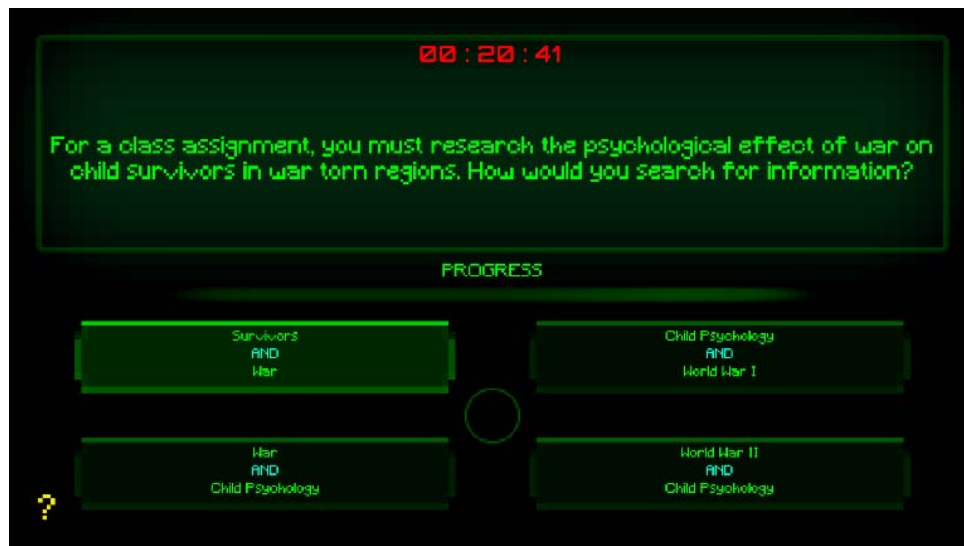 00:20:41
For a class assignment, you must research the psychological effect of war on
child survivors in war torn regions. How would you search for information?
PROGRESS
Survivors
AND
War
Child Psychology
AND
World War I
War
AND
Child Psychology
World War II
AND
Child Psychology
?